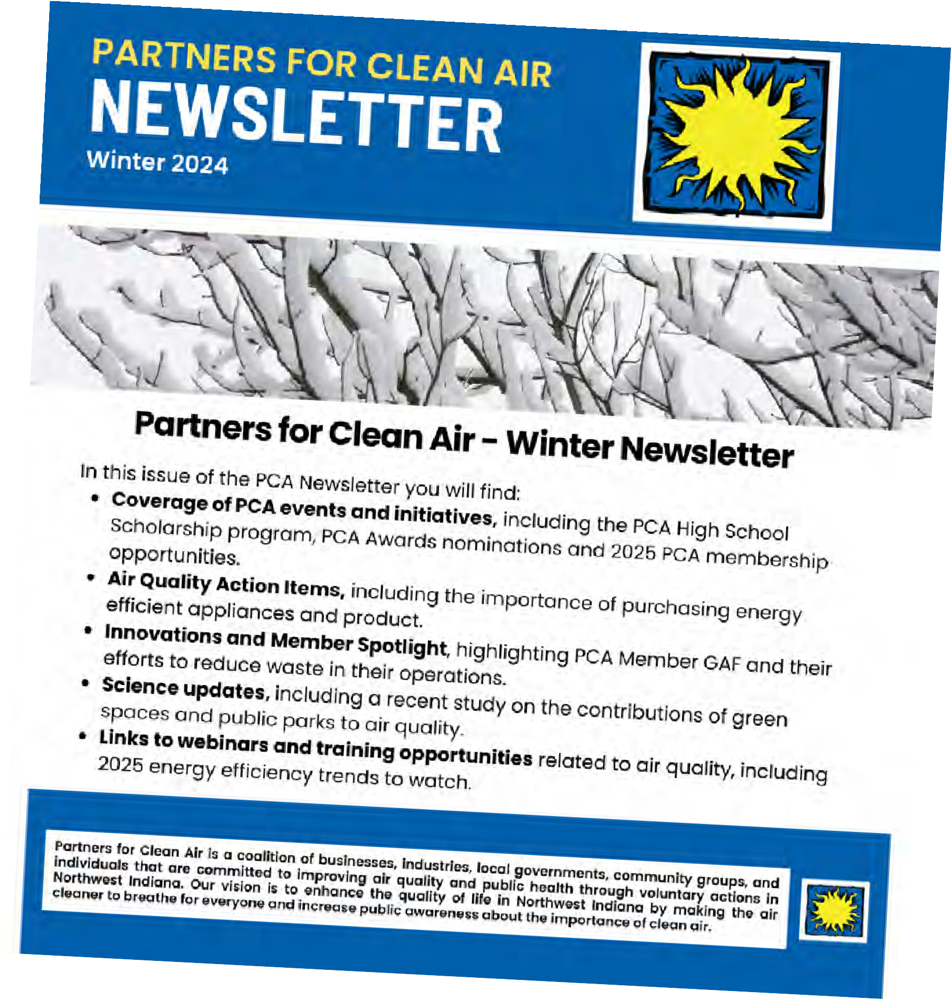 PARTNERS FOR CLEAN AIR
NEWSLETTER
Winter 2024
Partners for Clean Air – Winter Newsletter
In this issue of the PCA Newsletter you will find:
• Coverage of PCA events and initiatives, including the PCA High School
Scholarship program, PCA Awards nominations and 2025 PCA membership
opportunities.
• Air Quality Action Items, including the importance of purchasing energy
efficient appliances and product.
• Innovations and Member Spotlight, highlighting PCA Member GAF and their
efforts to reduce waste in their operations.
• Science updates, including a recent study on the contributions of green
spaces and public parks to air quality.
• Links to webinars and training opportunities related to air quality, including
2025 energy efficiency trends to watch.
Partners for Clean Air is a coalition of businesses, industries, local governments, community groups, and
individuals that are committed to improving air quality and public health through voluntary actions in
Northwest Indiana. Our vision is to enhance the quality of life in Northwest Indiana by making the air
cleaner to breathe for everyone and increase public awareness about the importance of clean air.